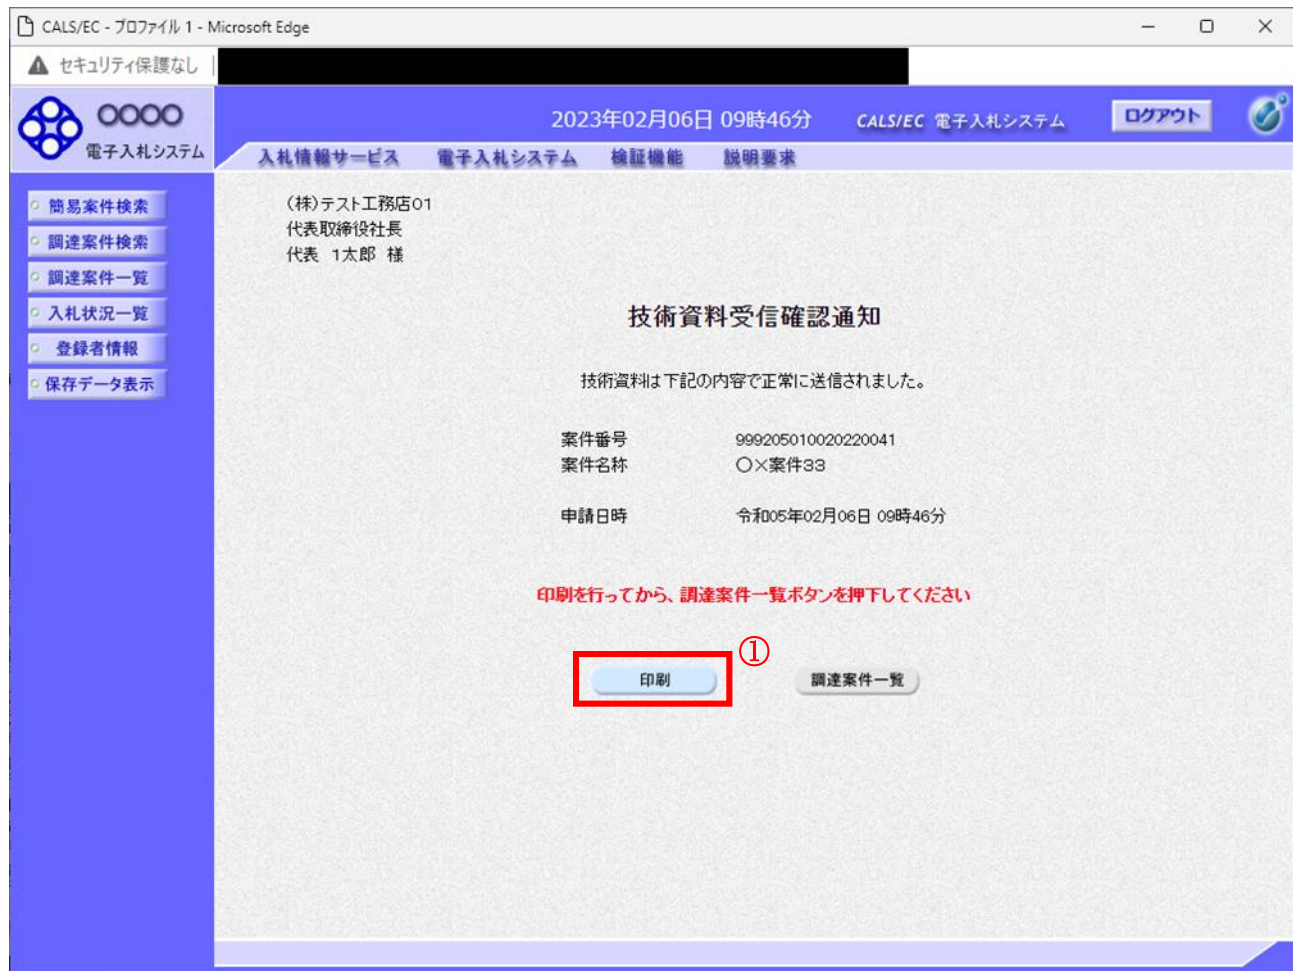 CALS/EC - プロファイル 1 - Microsoft Edge
セキュリティ保護なし
○○○○
電子入札システム
2023年02月06日 09時46分
CALS/EC 電子入札システム
ログアウト
入札情報サービス 電子入札システム 検証機能 説明要求
簡易案件検索
調達案件検索
調達案件一覧
入札状況一覧
登録者情報
保存データ表示
(株)テスト工務店01
代表取締役社長
代表 1太郎 様
技術資料受信確認通知
技術資料は下記の内容で正常に送信されました。
案件番号 999205010020220041
案件名称 ○×案件33
申請日時 令和05年02月06日 09時46分
印刷を行ってから、調達案件一覧ボタンを押下してください
①
印刷
調達案件一覧